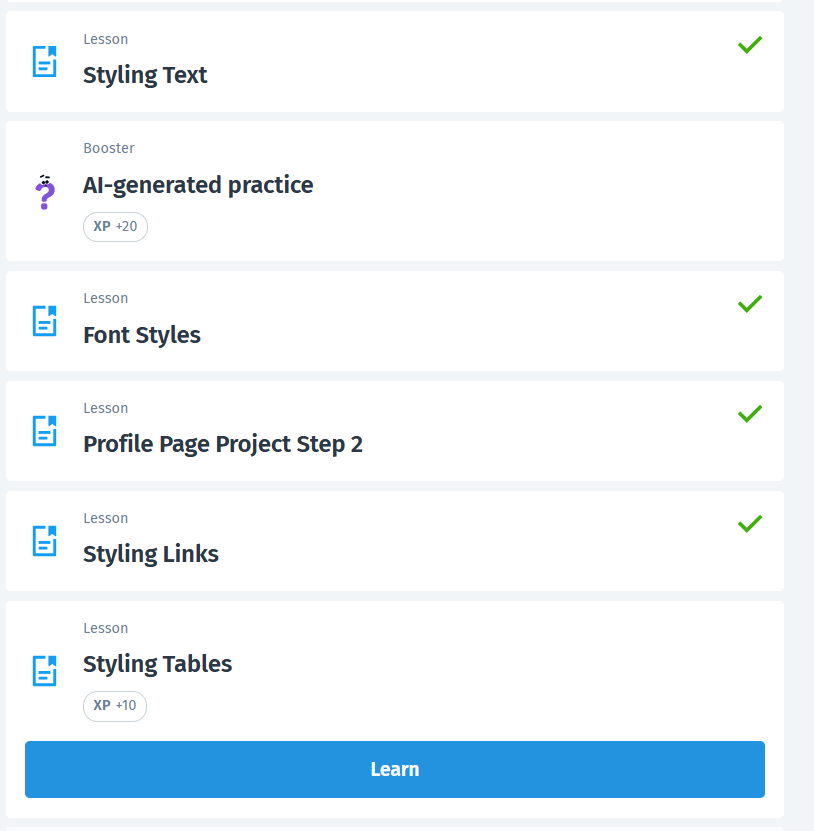 Lesson
Styling Text
Booster
AI-generated practice
XP +20
Lesson
Font Styles
Lesson
Profile Page Project Step 2
Lesson
Styling Links
Lesson
Styling Tables
XP +10
Learn